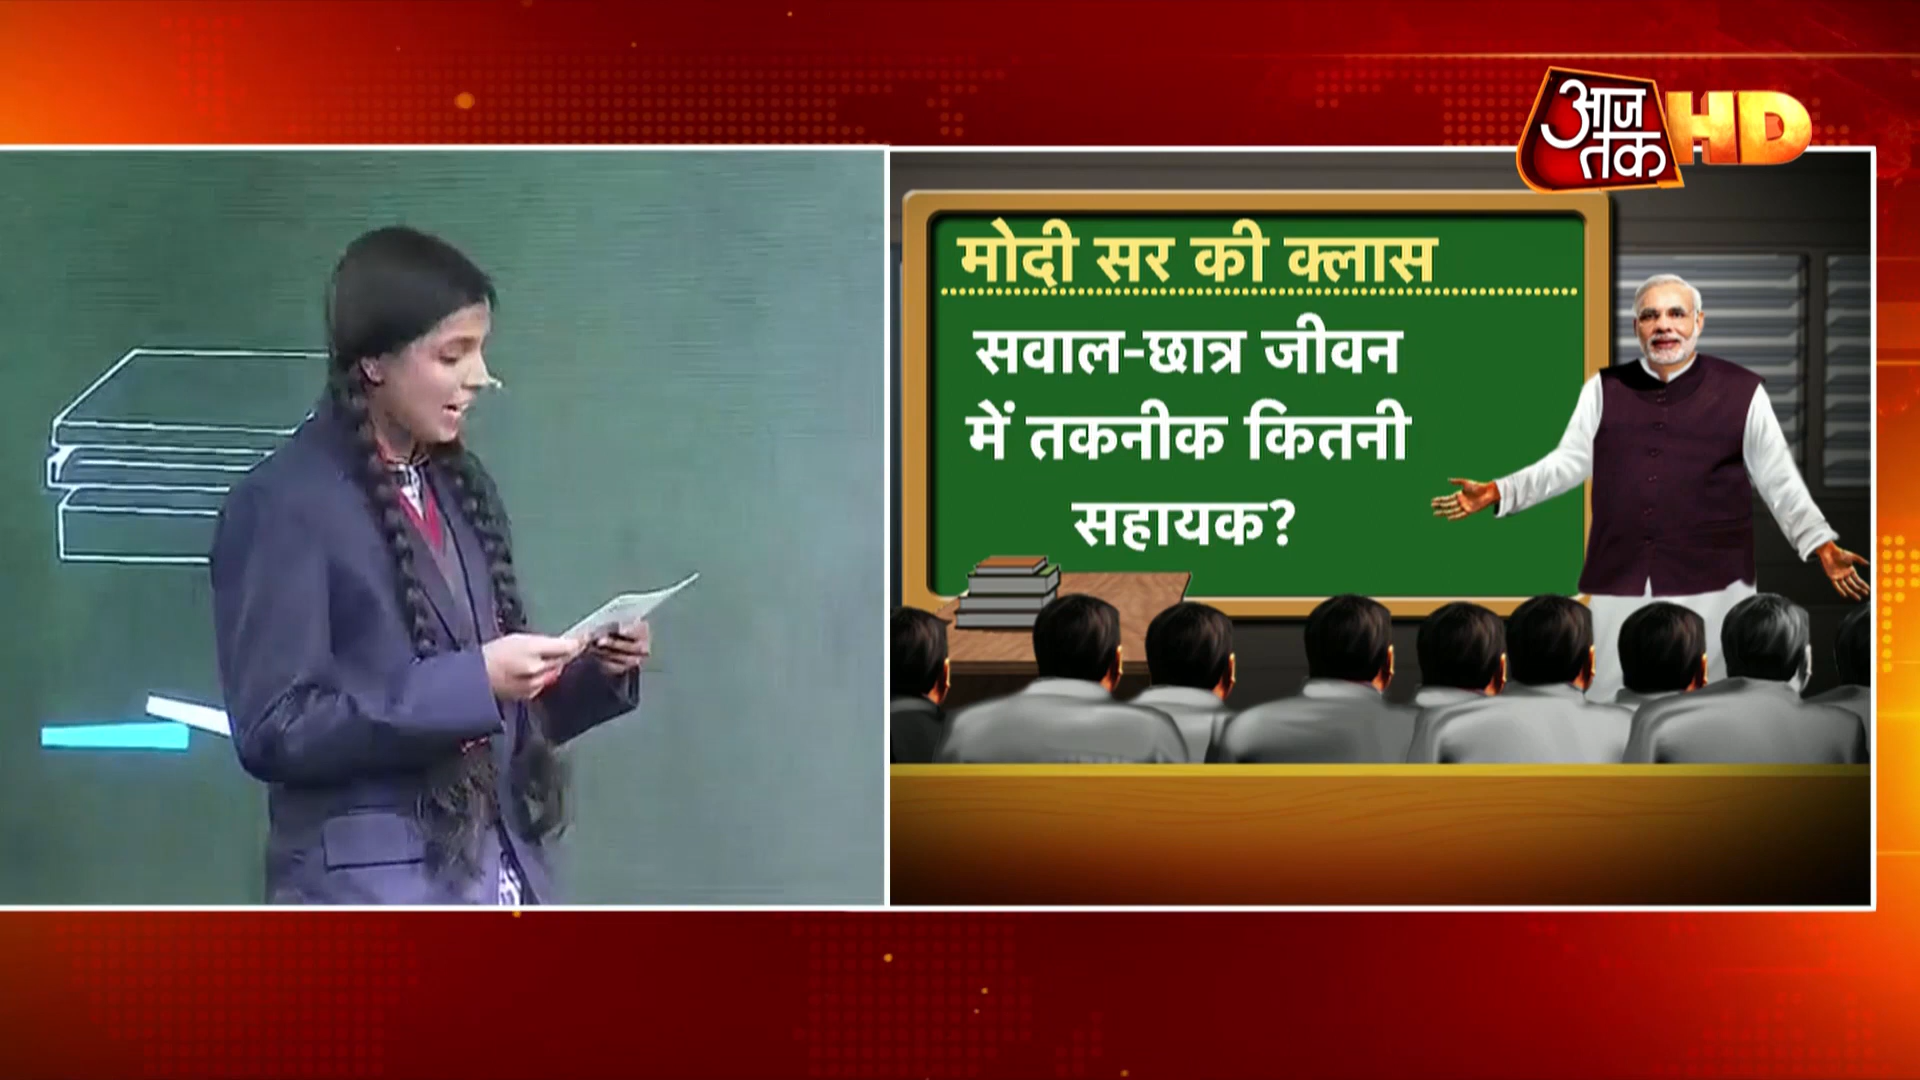 आज तक HD
मोदी सर की क्लास
सवाल-छात्र जीवन
में तकनीक कितनी
सहायक?